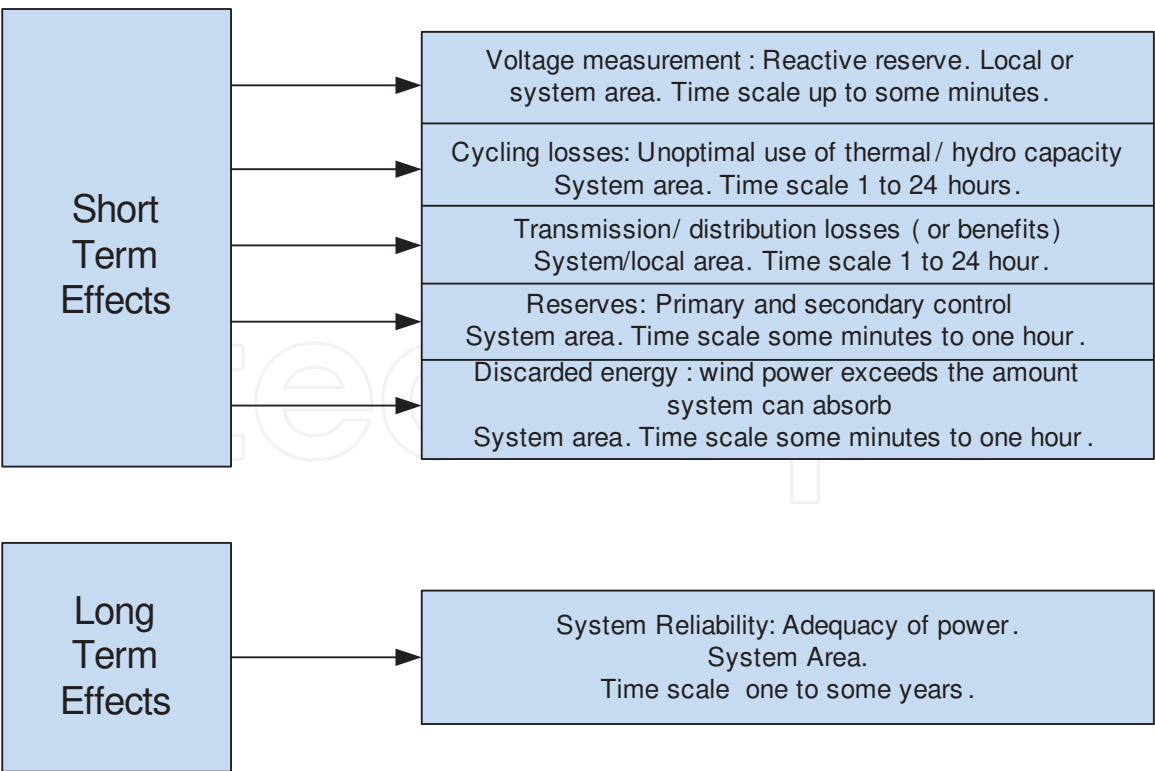 Short
Term
Effects
Voltage measurement : Reactive reserve. Local or
system area. Time scale up to some minutes.
Cycling losses: Unoptimal use of thermal/ hydro capacity
System area. Time scale 1 to 24 hours.
Transmission/ distribution losses ( or benefits)
System/local area. Time scale 1 to 24 hour.
Reserves: Primary and secondary control
System area. Time scale some minutes to one hour.
Discarded energy : wind power exceeds the amount
system can absorb
System area. Time scale some minutes to one hour.
Long
Term
Effects
System Reliability: Adequacy of power.
System Area.
Time scale one to some years.